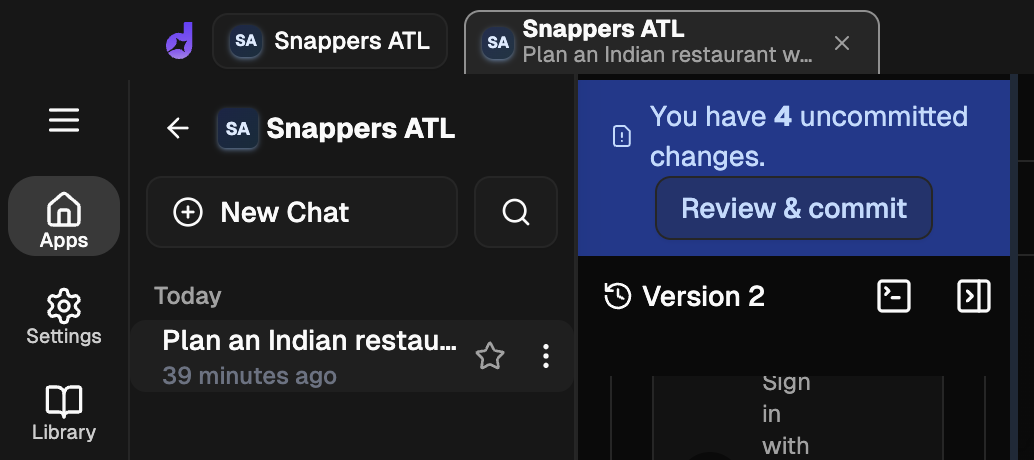 SA Snappers ATL
SA Snappers ATL
Plan an Indian restaurant w...
SA Snappers ATL
New Chat
Today
Plan an Indian restau...
39 minutes ago
Apps
Settings
Library
You have 4 uncommitted
changes.
Review & commit
Version 2
Sign
in
with